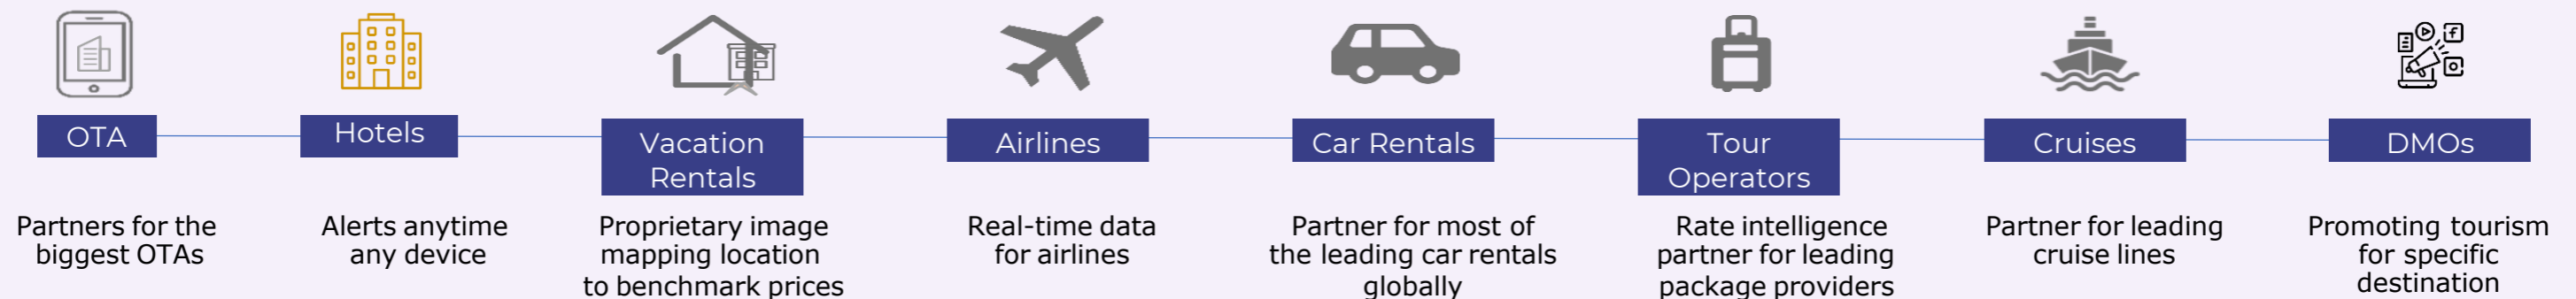 OTA
Partners for the
biggest OTAs
Hotels
Alerts anytime
any device
Vacation
Rentals
Proprietary image
mapping location
to benchmark prices
Airlines
Real-time data
for airlines
Car Rentals
Partner for most of
the leading car rentals
globally
Tour
Operators
Rate intelligence
partner for leading
package providers
Cruises
Partner for leading
cruise lines
DMOs
Promoting tourism
for specific
destination